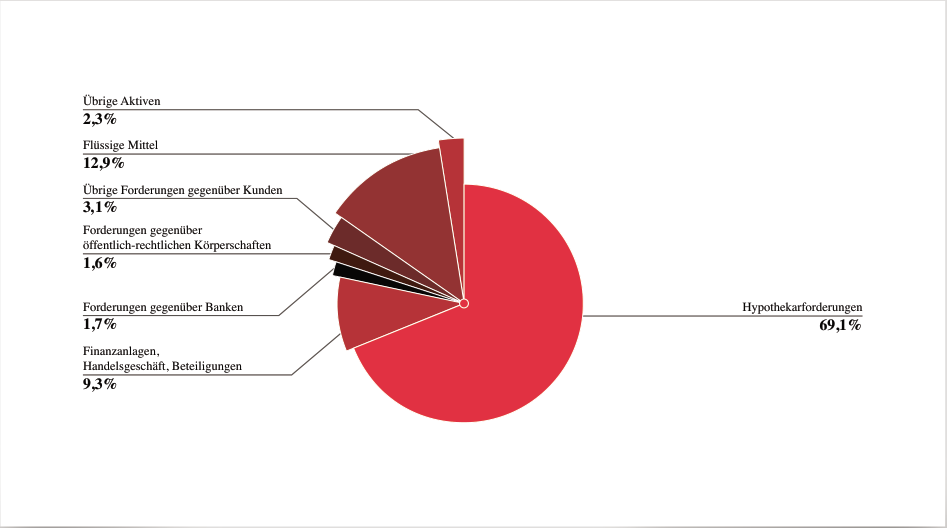 Übrige Aktiven
2,3%
Flüssige Mittel
12,9%
Übrige Forderungen gegenüber Kunden
3,1%
Forderungen gegenüber
öffentlich-rechtlichen Körperschaften
1,6%
Forderungen gegenüber Banken
1,7%
Finanzanlagen,
Handelsgeschäft, Beteiligungen
9,3%
Hypothekarforderungen
69,1%